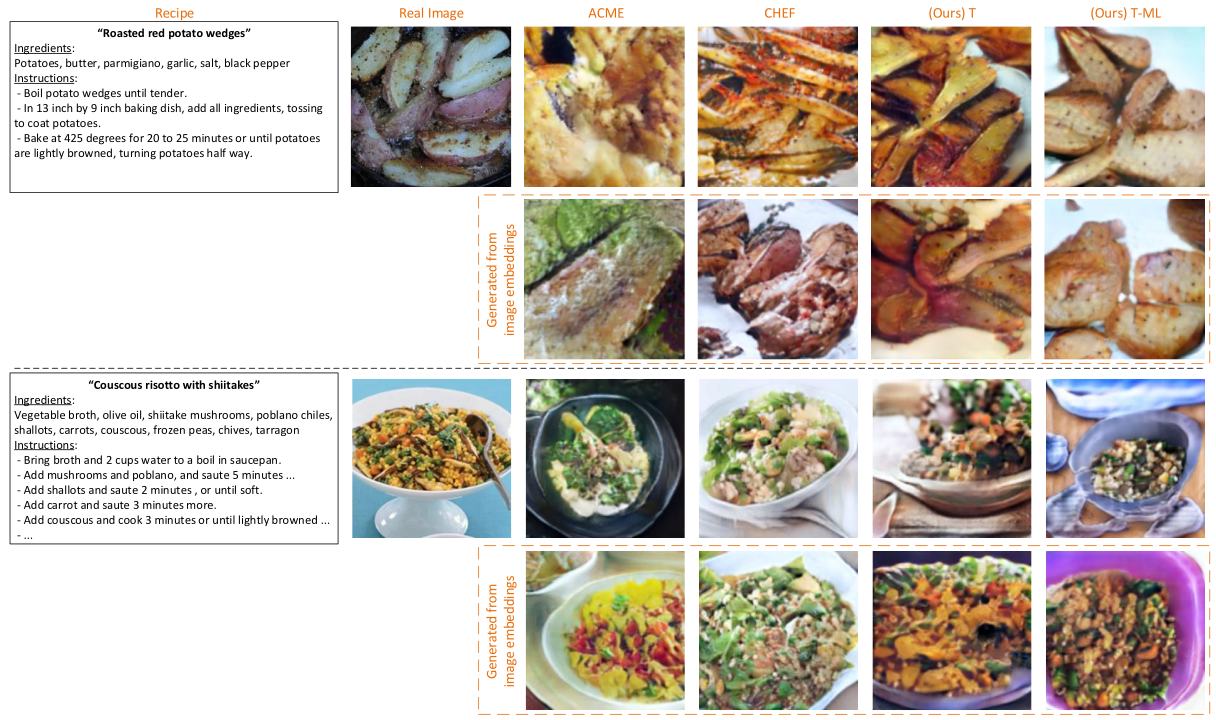 Recipe
Real Image
ACME
CHEF
(Ours) T
(Ours) T-ML
“Roasted red potato wedges”
Ingredients:
Potatoes, butter, parmigiano, garlic, salt, black pepper
Instructions:
- Boil potato wedges until tender.
- In 13 inch by 9 inch baking dish, add all ingredients, tossing
to coat potatoes.
- Bake at 425 degrees for 20 to 25 minutes or until potatoes
are lightly browned, turning potatoes half way.
Generated from
image embeddings
“Couscous risotto with shiitakes”
Ingredients:
Vegetable broth, olive oil, shiitake mushrooms, poblano chiles,
shallots, carrots, couscous, frozen peas, chives, tarragon
Instructions:
- Bring broth and 2 cups water to a boil in saucepan.
- Add mushrooms and poblano, and saute 5 minutes ...
- Add shallots and saute 2 minutes , or until soft.
- Add carrot and saute 3 minutes more.
- Add couscous and cook 3 minutes or until lightly browned ...
- ...
Generated from
image embeddings